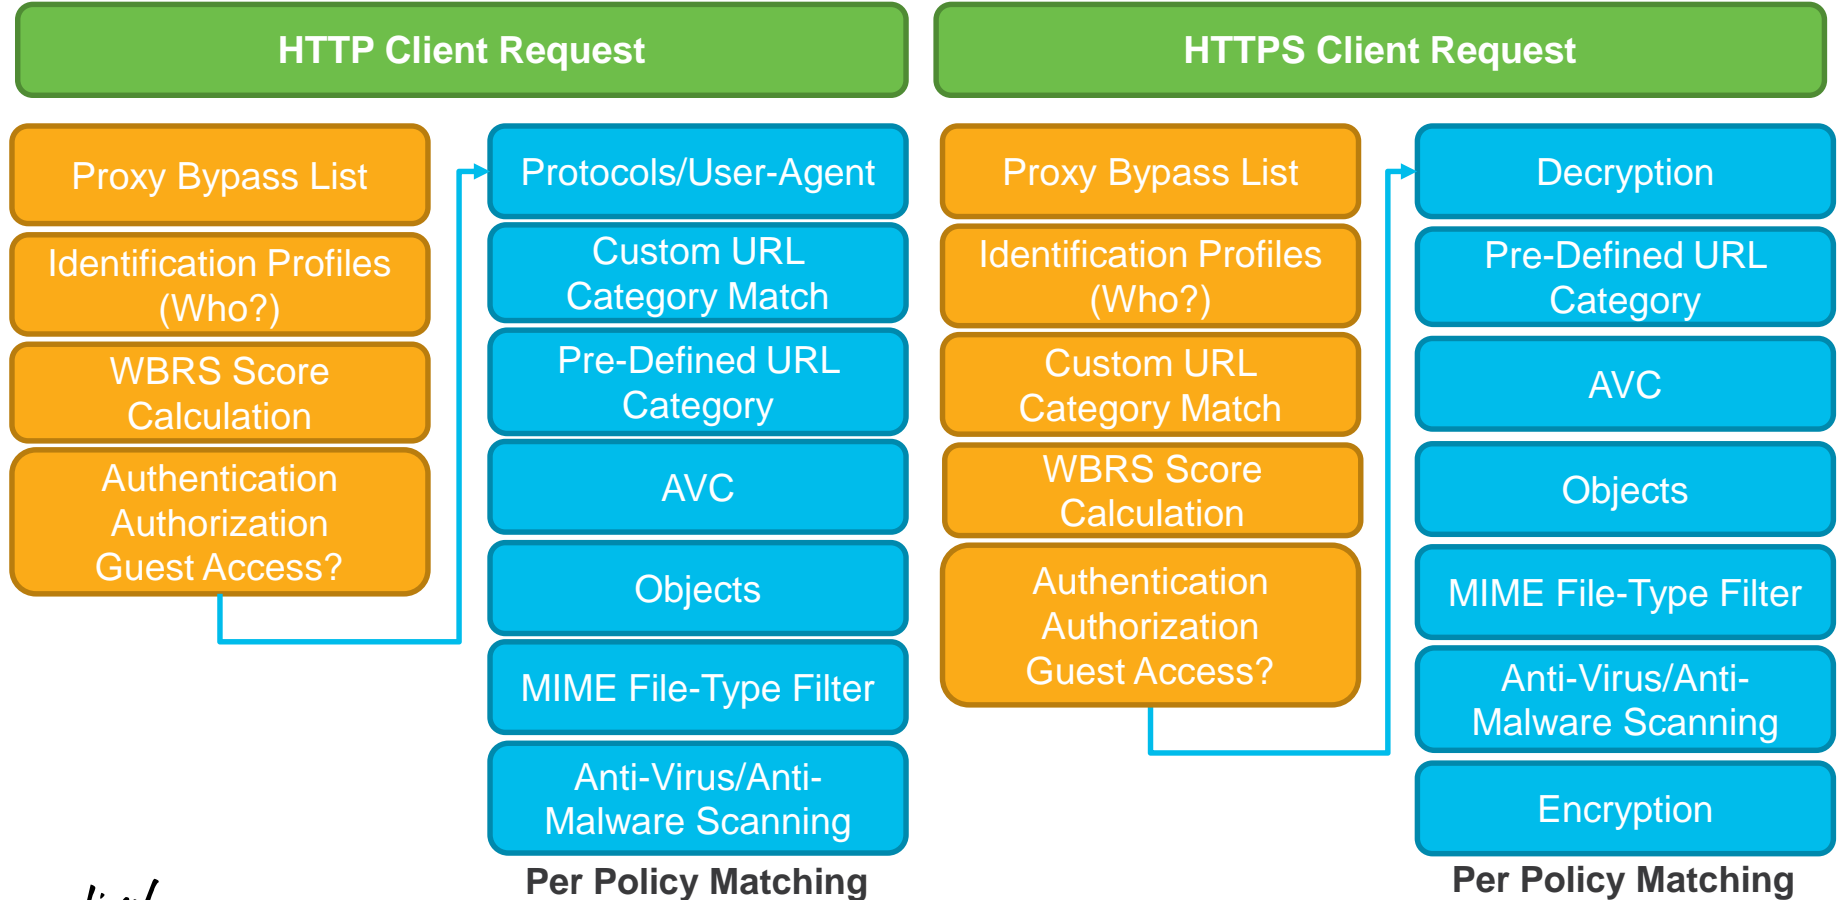 HTTP Client Request
Proxy Bypass List
Identification Profiles
(Who?)
WBRS Score
Calculation
Authentication
Authorization
Guest Access?
Protocols/User-Agent
Custom URL
Category Match
Pre-Defined URL
Category
AVC
Objects
MIME File-Type Filter
Anti-Virus/Anti-
Malware Scanning
Per Policy Matching
HTTPS Client Request
Proxy Bypass List
Identification Profiles
(Who?)
Custom URL
Category Match
WBRS Score
Calculation
Authentication
Authorization
Guest Access?
Decryption
Pre-Defined URL
Category
AVC
Objects
MIME File-Type Filter
Anti-Virus/Anti-
Malware Scanning
Encryption
Per Policy Matching